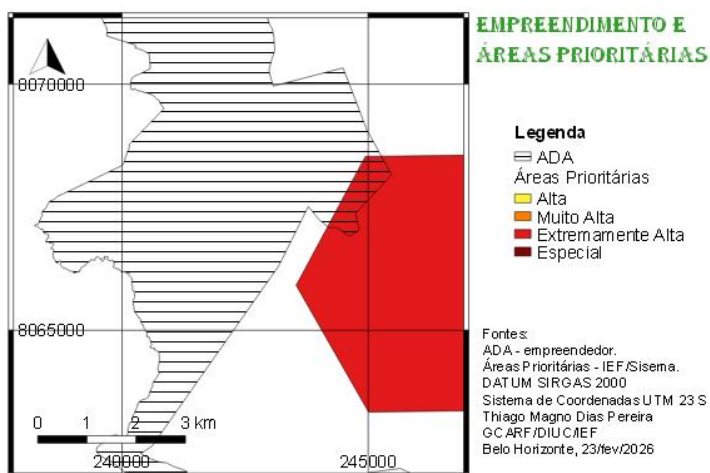 EMPREENDIMENTO E
ÁREAS PRIORITÁRIAS
8070000
8065000
0 1 2 3 km
240000
245000
Legenda
ADA
Áreas Prioritárias
Alta
Muito Alta
Extremamente Alta
Especial
Fontes:
ADA - empreendedor.
Áreas Prioritárias - IEF/Sisema.
DATUM SIRGAS 2000
Sistema de Coordenadas UTM 23 S
Thiago Magno Dias Pereira
GCARF/DIUC/IEF
Belo Horizonte, 23/fev/2026